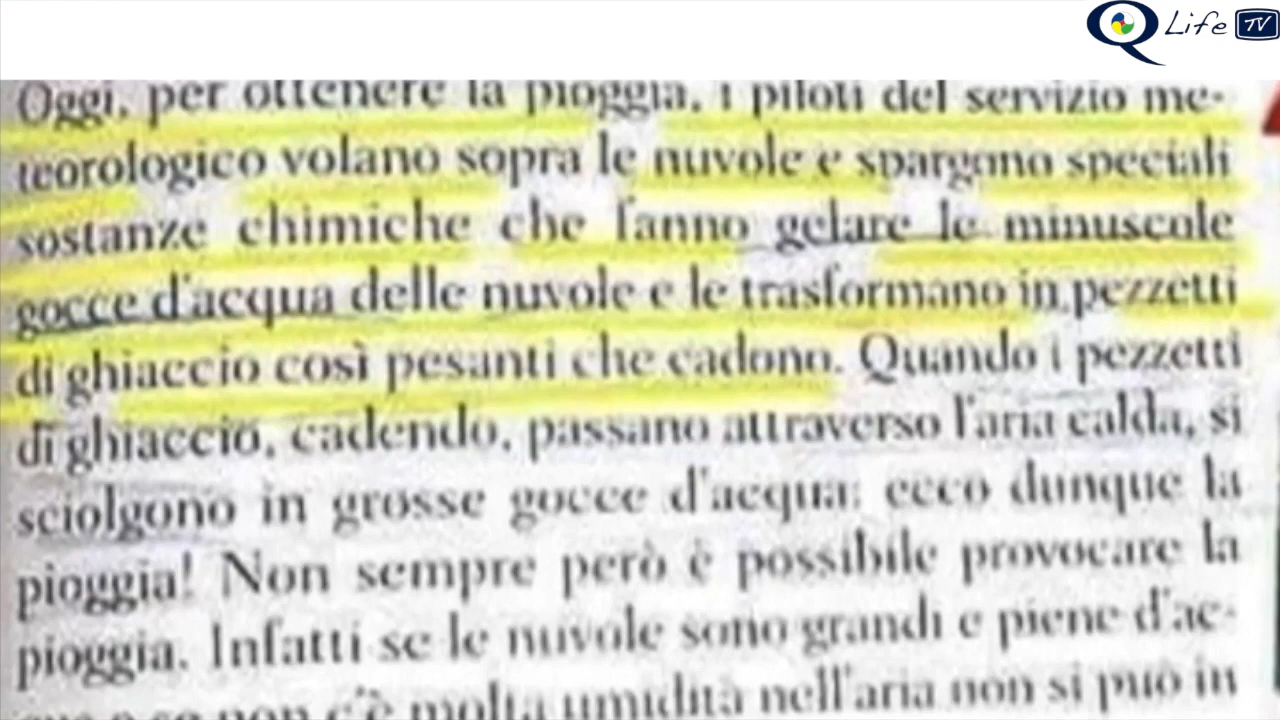 Q Life TV
Oggi, per ottenere la pioggia, i piloti del servizio me-
teorologico volano sopra le nuvole e spargono speciali
sostanze chimiche che fanno gelare le minuscole
gocce d'acqua delle nuvole e le trasformano in pezzetti
di ghiaccio così pesanti che cadono. Quando i pezzetti
di ghiaccio, cadendo, passano attraverso l'aria calda, si
sciolgono in grosse gocce d'acqua: ecco dunque la
pioggia! Non sempre però è possibile provocare la
pioggia. Infatti se le nuvole sono grandi e piene d'ac-
se non c'è molta umidità nell'aria non si può in